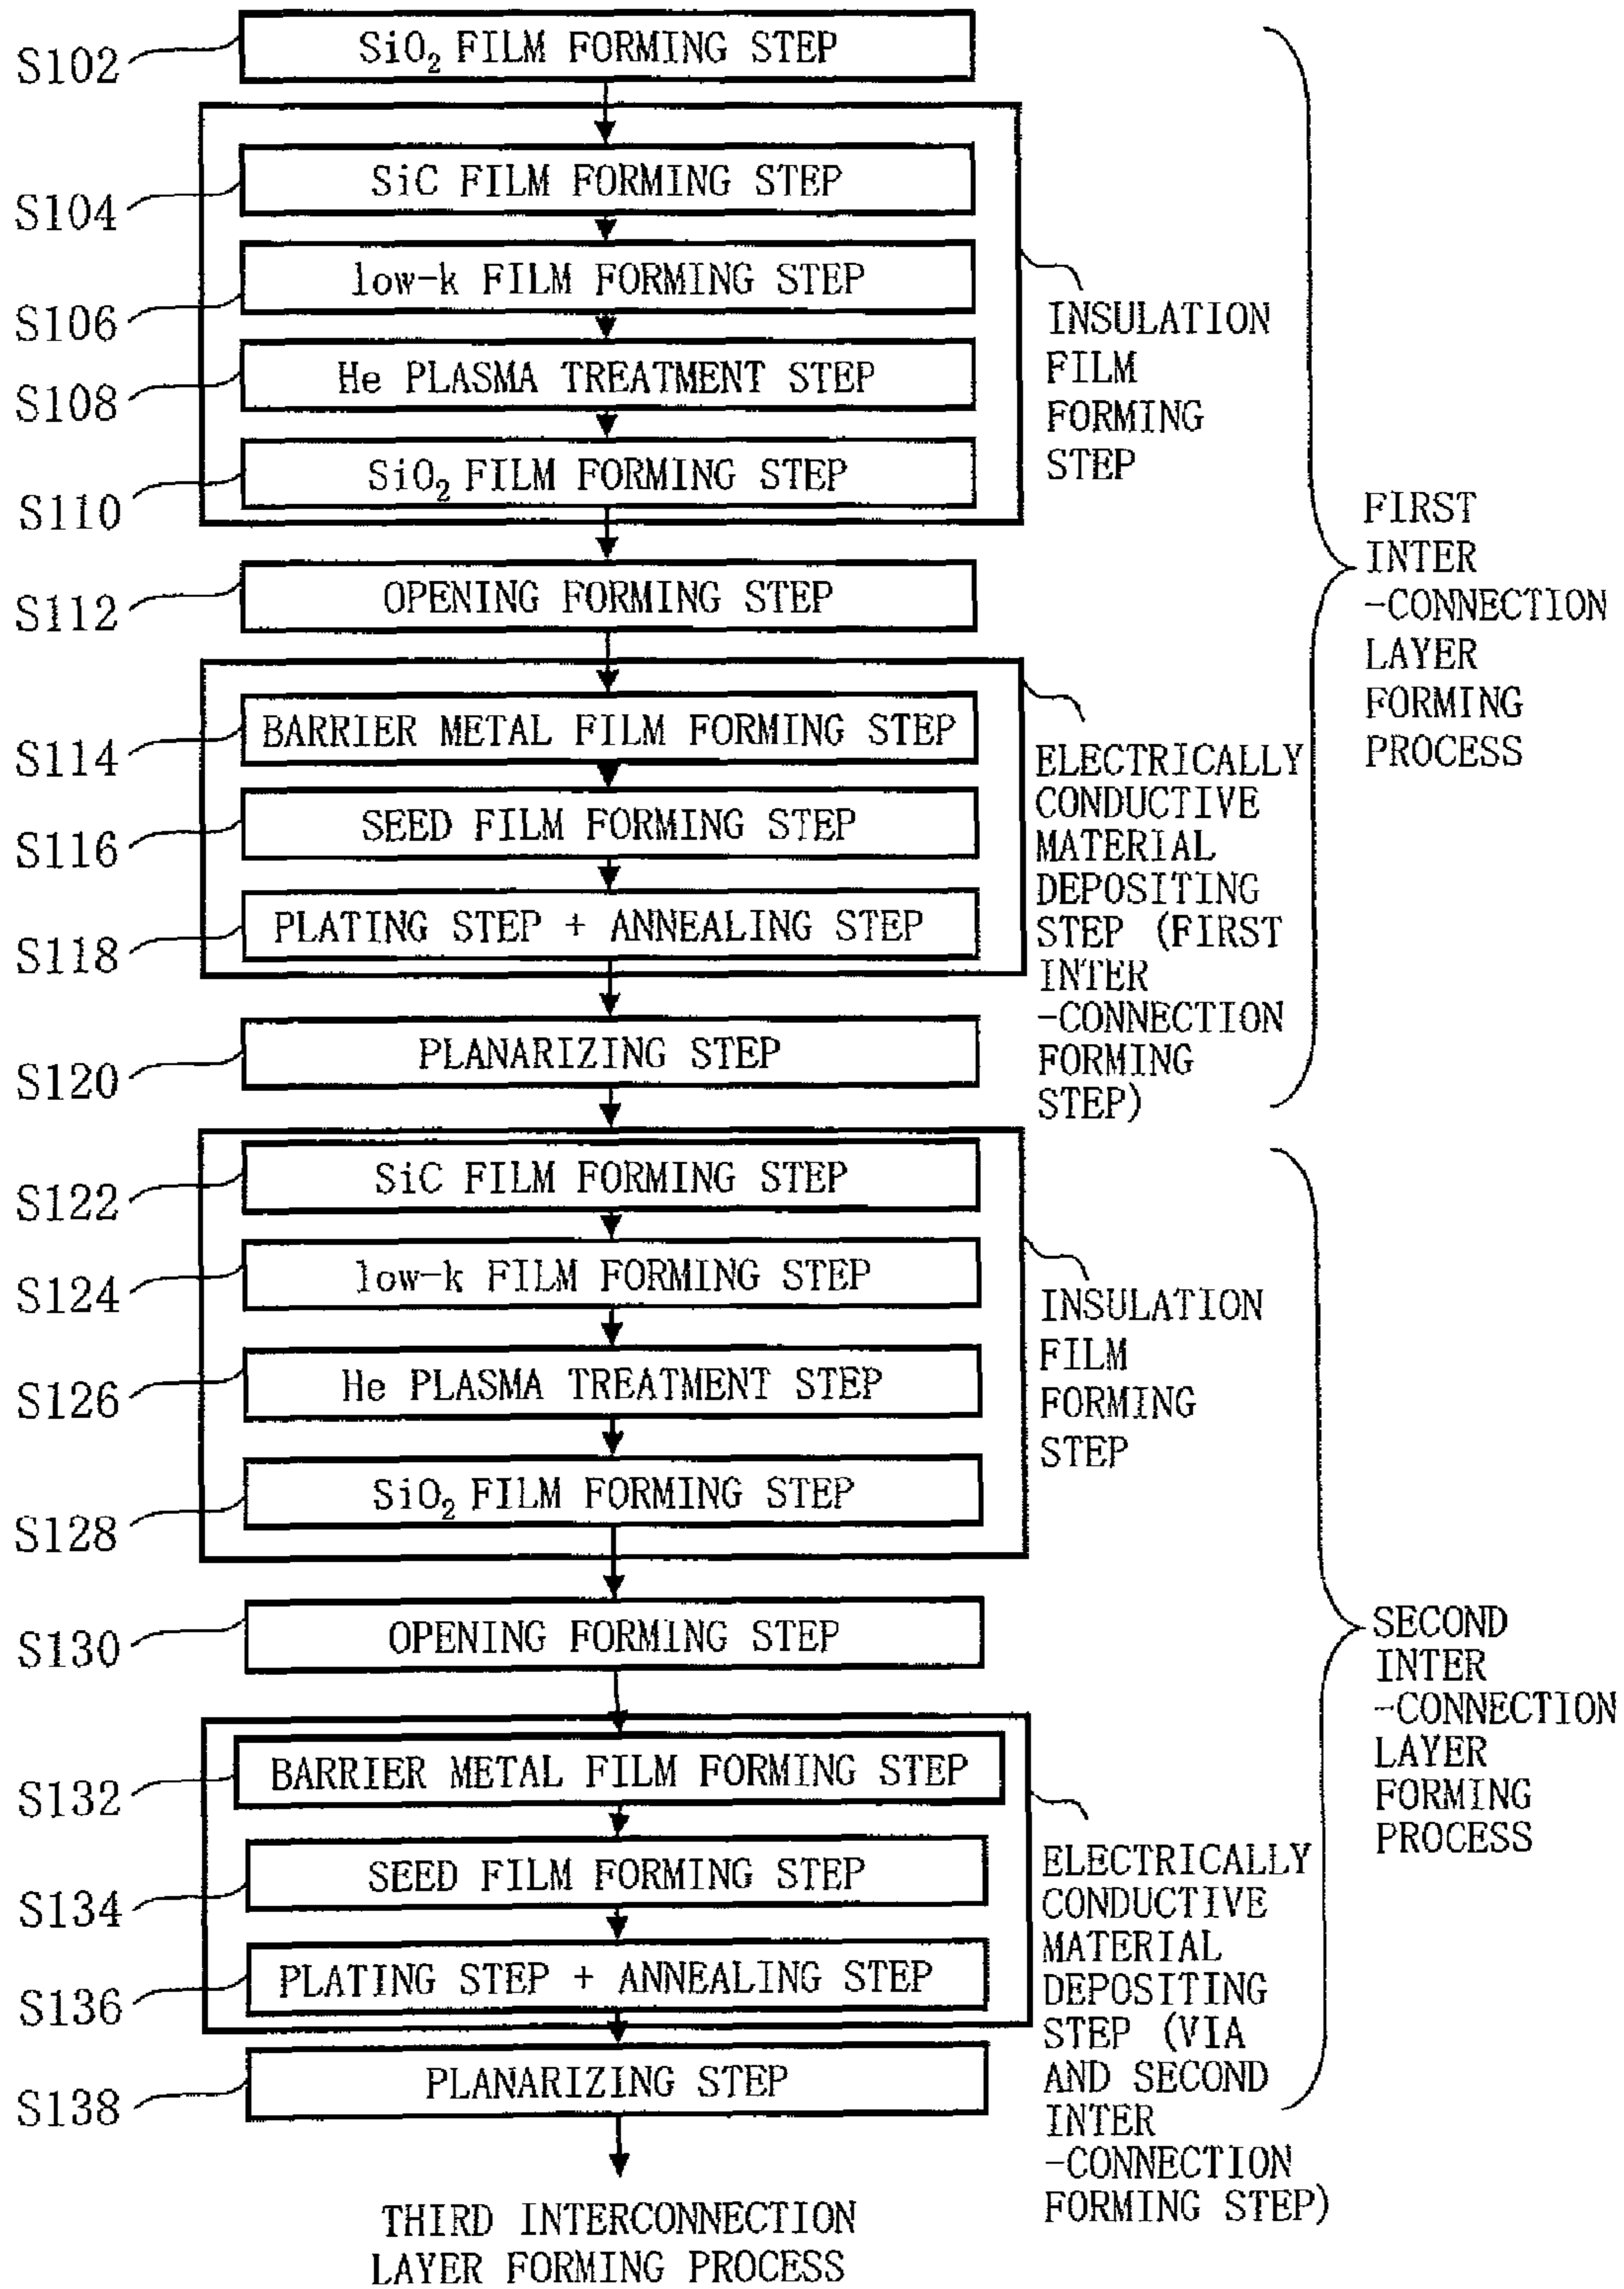 S102
SiO₂ FILM FORMING STEP
S104
SiC FILM FORMING STEP
S106
low-k FILM FORMING STEP
S108
He PLASMA TREATMENT STEP
S110
SiO₂ FILM FORMING STEP
INSULATION
FILM
FORMING
STEP
S112
OPENING FORMING STEP
S114
BARRIER METAL FILM FORMING STEP
S116
SEED FILM FORMING STEP
S118
PLATING STEP + ANNEALING STEP
ELECTRICALLY
CONDUCTIVE
MATERIAL
DEPOSITING
STEP (FIRST
INTER
-CONNECTION
FORMING
STEP)
S120
PLANARIZING STEP
FIRST
INTER
-CONNECTION
LAYER
FORMING
PROCESS
S122
SiC FILM FORMING STEP
S124
low-k FILM FORMING STEP
S126
He PLASMA TREATMENT STEP
S128
SiO₂ FILM FORMING STEP
INSULATION
FILM
FORMING
STEP
S130
OPENING FORMING STEP
S132
BARRIER METAL FILM FORMING STEP
S134
SEED FILM FORMING STEP
S136
PLATING STEP + ANNEALING STEP
ELECTRICALLY
CONDUCTIVE
MATERIAL
DEPOSITING
STEP (VIA
AND SECOND
INTER
-CONNECTION
FORMING STEP)
S138
PLANARIZING STEP
SECOND
INTER
-CONNECTION
LAYER
FORMING
PROCESS
THIRD INTERCONNECTION
LAYER FORMING PROCESS